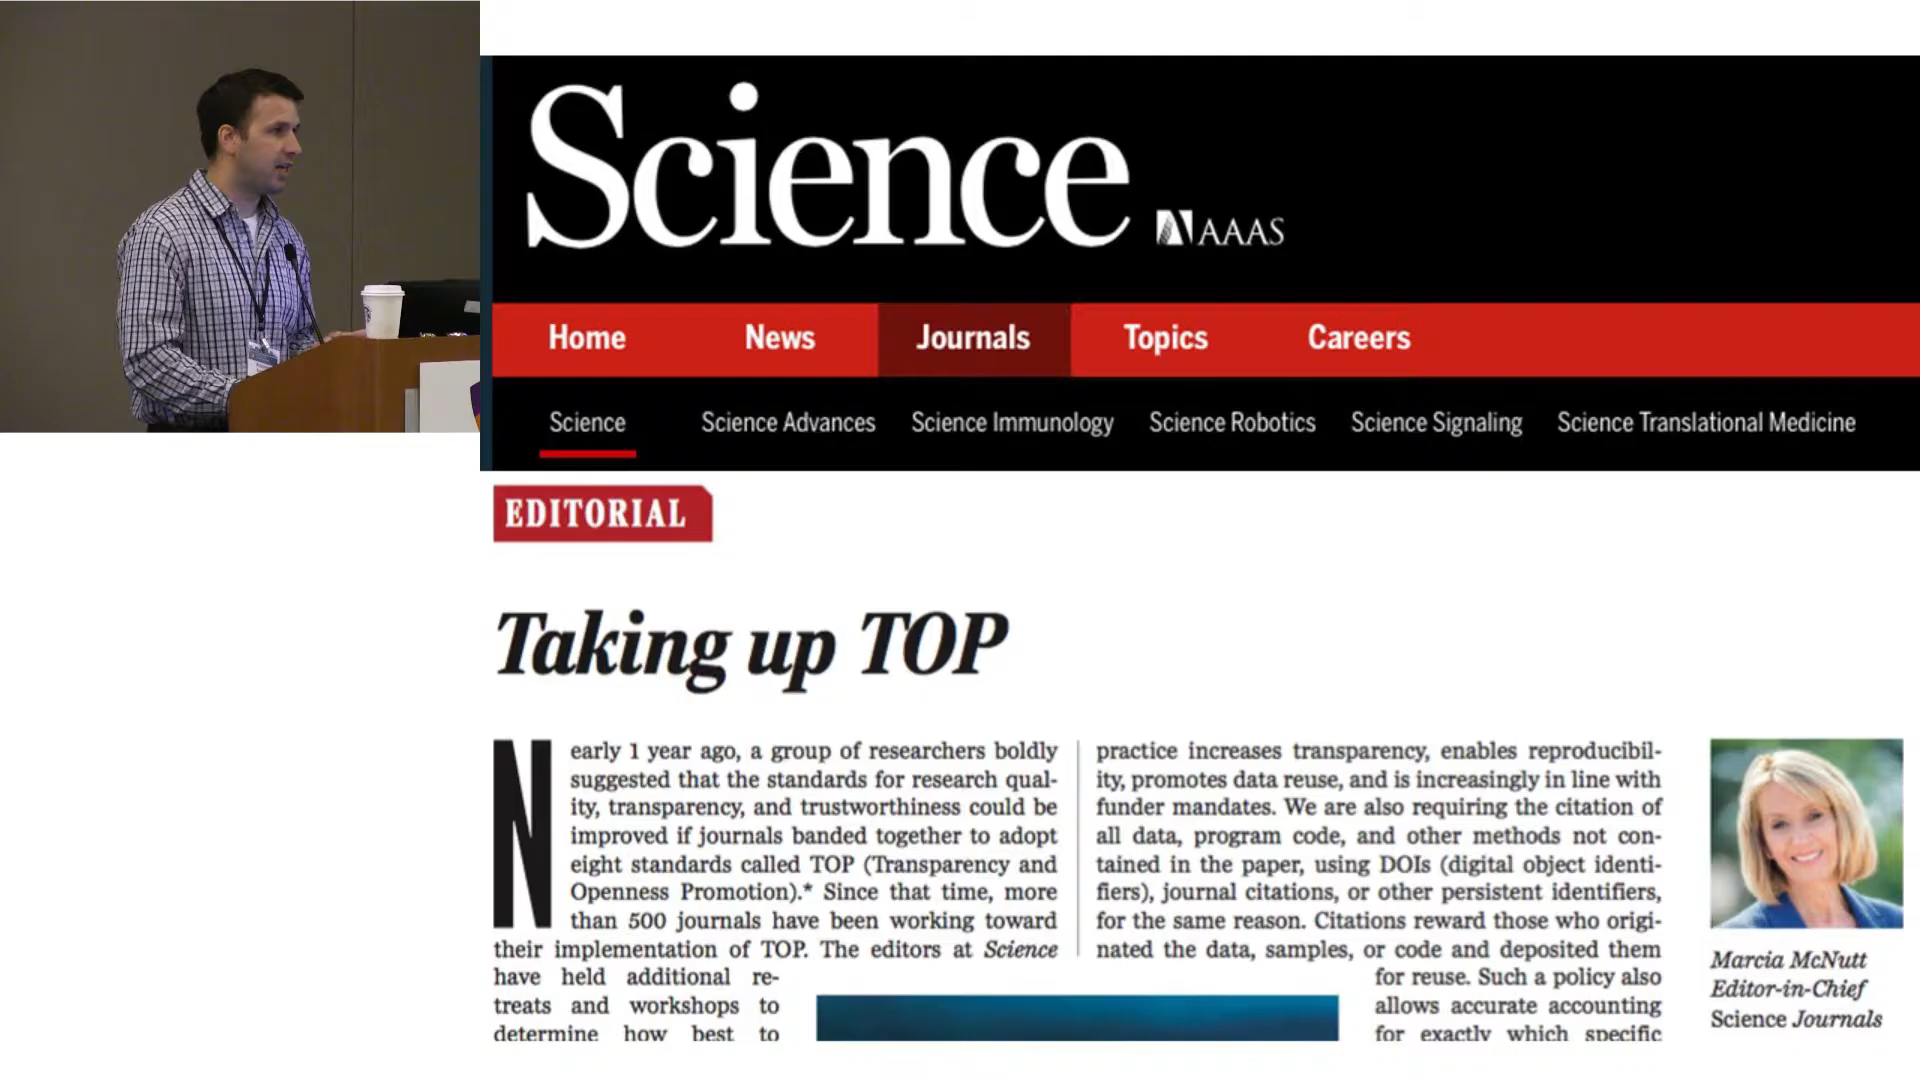 Science
AAAS
Home News Journals Topics Careers
Science Science Advances Science Immunology Science Robotics Science Signaling Science Translational Medicine
EDITORIAL
Taking up TOP
Nearly 1 year ago, a group of researchers boldly
suggested that the standards for research qual-
ity, transparency, and trustworthiness could be
improved if journals banded together to adopt
eight standards called TOP (Transparency and
Openness Promotion).* Since that time, more
than 500 journals have been working toward
their implementation of TOP. The editors at Science
have held additional re-
treats and workshops to
determine how best to
practice increases transparency, enables reproducibil-
ity, promotes data reuse, and is increasingly in line with
funder mandates. We are also requiring the citation of
all data, program code, and other methods not con-
tained in the paper, using DOIs (digital object identi-
fiers), journal citations, or other persistent identifiers,
for the same reason. Citations reward those who origi-
nated the data, samples, or code and deposited them
for reuse. Such a policy also
allows accurate accounting
for exactly which specific
Marcia McNutt
Editor-in-Chief
Science Journals